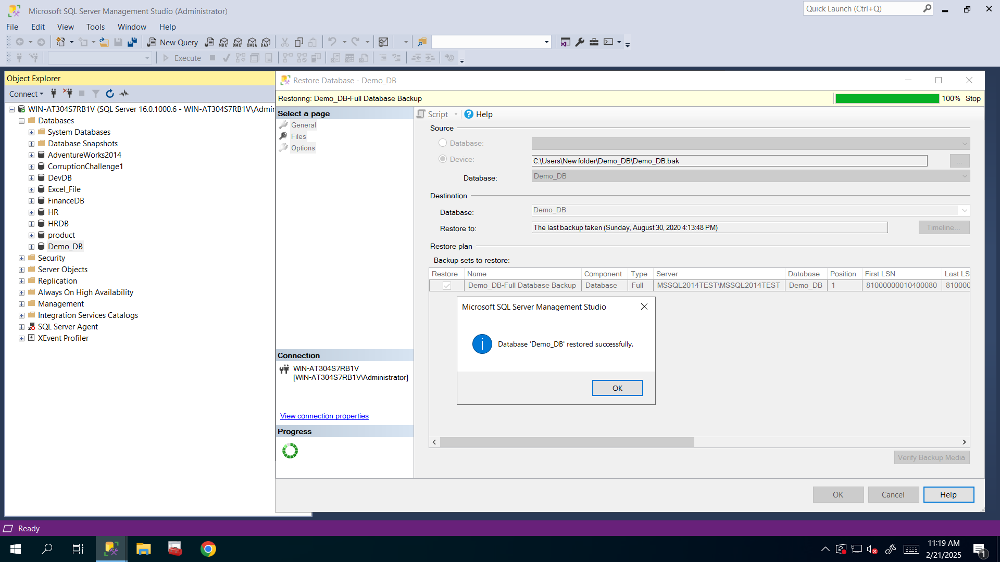 Microsoft SQL Server Management Studio (Administrator)
Quick Launch (Ctrl+Q)
File Edit View Tools Window Help
New Query MDX DMX XMLA DAX
Execute
Object Explorer
Connect
WIN-AT304S7RB1V (SQL Server 16.0.1000.6 - WIN-AT304S7RB1V\Admin
Databases
System Databases
Database Snapshots
AdventureWorks2014
CorruptionChallenge1
DevDB
Excel_File
FinanceDB
HR
HRDB
product
Demo_DB
Security
Server Objects
Replication
Always On High Availability
Management
Integration Services Catalogs
SQL Server Agent
XEvent Profiler
Restore Database - Demo_DB
Restoring: Demo_DB-Full Database Backup 100% Stop
Select a page
General
Files
Options
Connection
WIN-AT304S7RB1V
[WIN-AT304S7RB1V\Administrator]
View connection properties
Progress
Script Help
Source
Database:
Device: C:\Users\New folder\Demo_DB\Demo_DB.bak ...
Database: Demo_DB
Destination
Database: Demo_DB
Restore to: The last backup taken (Sunday, August 30, 2020 4:13:48 PM) Timeline...
Restore plan
Backup sets to restore:
Restore Name Component Type Server Database Position First LSN Last LS
Demo_DB-Full Database Backup Database Full MSSQL2014TEST\MSSQL2014TEST Demo_DB 1 81000000010400080 810000
Microsoft SQL Server Management Studio
Database 'Demo_DB' restored successfully.
OK
Verify Backup Media
OK Cancel Help
Ready
11:19 AM
2/21/2025
1